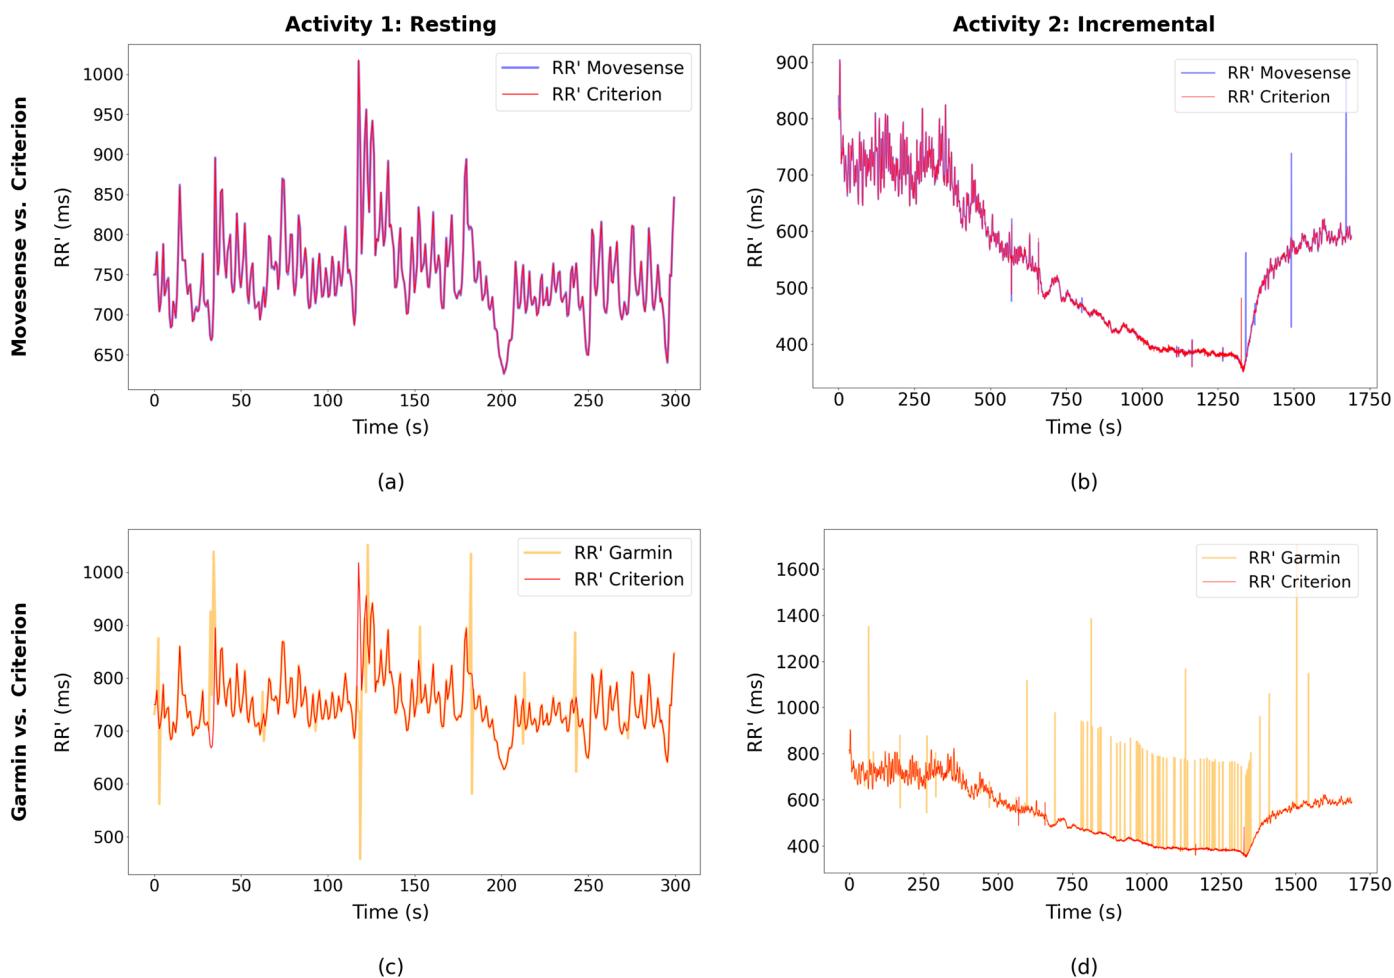 Activity 1: Resting
Activity 2: Incremental
Movesense vs. Criterion
RR' (ms)
1000
950
900
850
800
750
700
650
RR' Movesense
RR' Criterion
0 50 100 150 200 250 300
Time (s)
(a)
RR' (ms)
900
800
700
600
500
400
RR' Movesense
RR' Criterion
0 250 500 750 1000 1250 1500 1750
Time (s)
(b)
Garmin vs. Criterion
RR' (ms)
1000
900
800
700
600
500
RR' Garmin
RR' Criterion
0 50 100 150 200 250 300
Time (s)
(c)
RR' (ms)
1600
1400
1200
1000
800
600
400
RR' Garmin
RR' Criterion
0 250 500 750 1000 1250 1500 1750
Time (s)
(d)